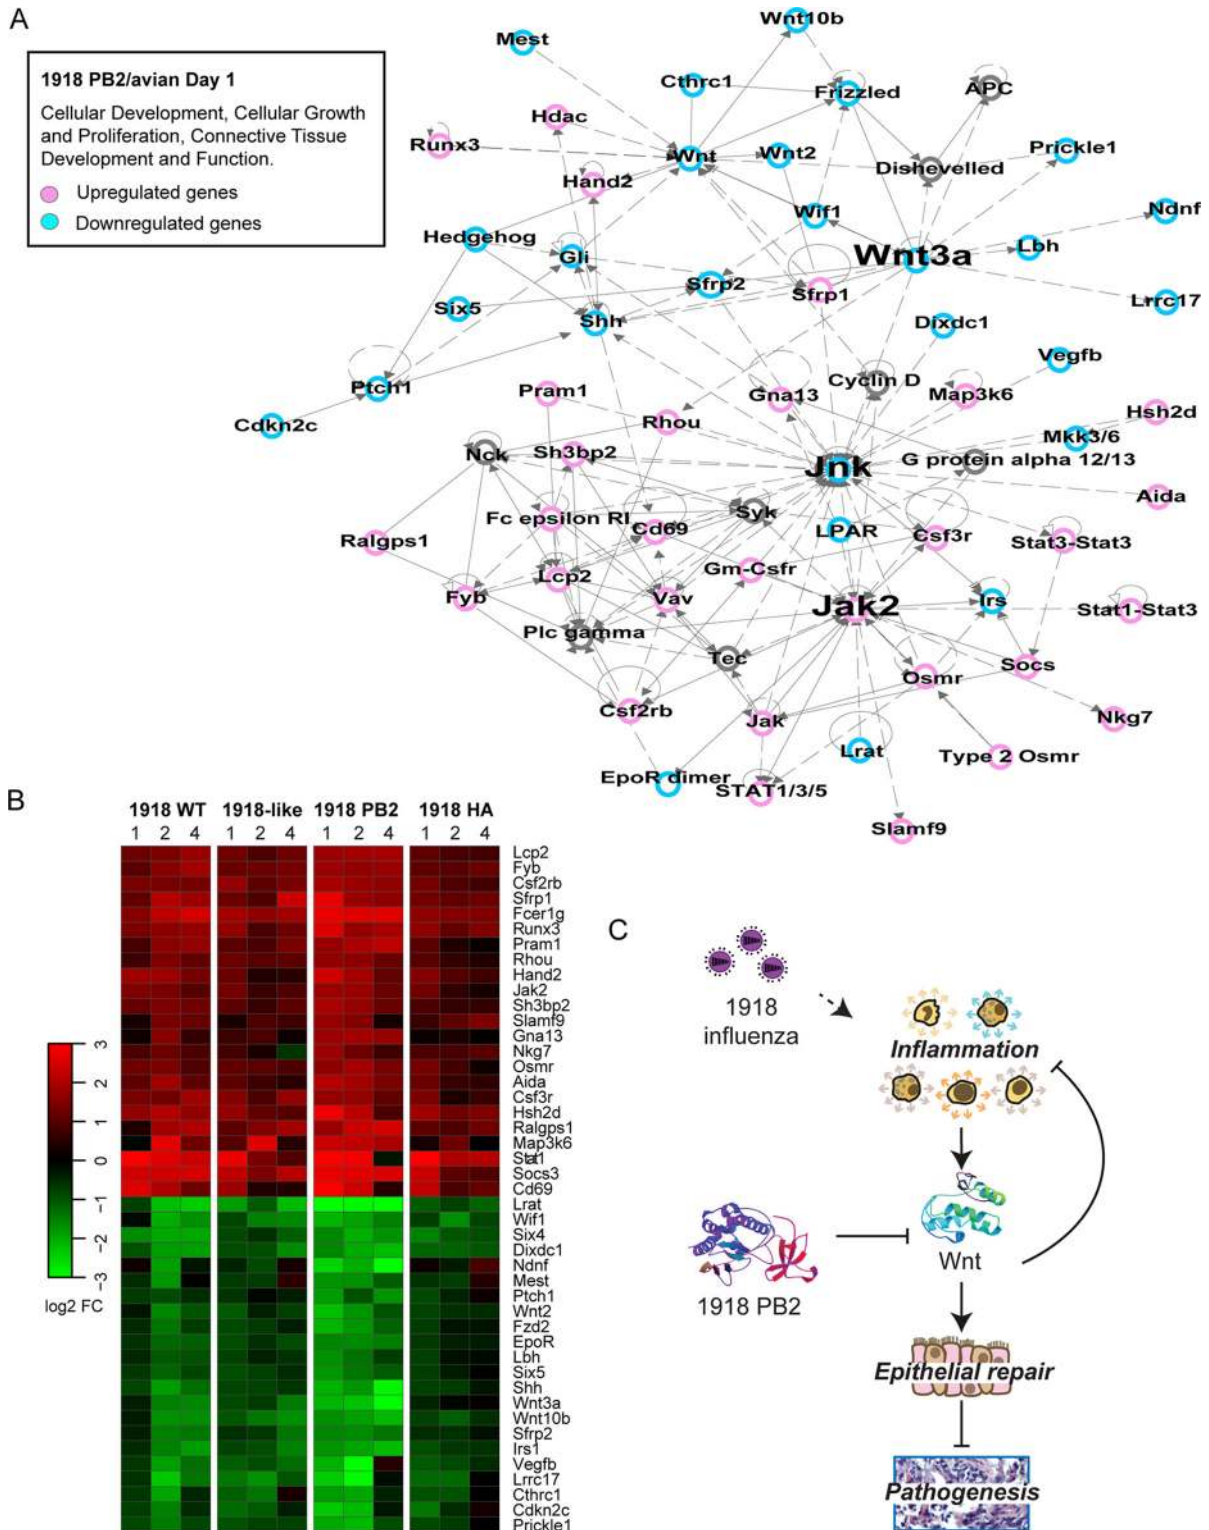 A
1918 PB2/avian Day 1
Cellular Development, Cellular Growth
and Proliferation, Connective Tissue
Development and Function.
Upregulated genes
Downregulated genes
Wnt10b
Mest
Cthrc1
Frizzled
APC
Hdac
Runx3
Wnt
Wnt2
Dishevelled
Prickle1
Hand2
Wif1
Ndnf
Hedgehog
Gli
Wnt3a
Lbh
Sfrp2
Sfrp1
Lrrc17
Six5
Shh
Dixdc1
Vegfb
Ptch1
Cyclin D
Pram1
Gna13
Map3k6
Rhou
Hsh2d
Cdkn2c
Mkk3/6
Nck
Sh3bp2
Jnk
G protein alpha 12/13
Aida
Syk
Fc epsilon RI
Cd69
LPAR
Csf3r
Stat3-Stat3
Ralgps1
Lcp2
Gm-Csfr
Fyb
Vav
Jak2
Irs
Stat1-Stat3
Plc gamma
Tec
Socs
Osmr
Csf2rb
Jak
Nkg7
Lrat
Type 2 Osmr
EpoR dimer
STAT1/3/5
Slamf9
B
1918 WT 1918-like 1918 PB2 1918 HA
1 2 4 1 2 4 1 2 4 1 2 4
Lcp2
Fyb
Csf2rb
Sfrp1
Fcer1g
Runx3
Pram1
Rhou
Hand2
Jak2
Sh3bp2
Slamf9
Gna13
Nkg7
Osmr
Aida
Csf3r
Hsh2d
Ralgps1
Map3k6
Stat1
Socs3
Cd69
Lrat
Wif1
Six4
Dixdc1
Ndnf
Mest
Ptch1
Wnt2
Fzd2
EpoR
Lbh
Six5
Shh
Wnt3a
Wnt10b
Sfrp2
Irs1
Vegfb
Lrrc17
Cthrc1
Cdkn2c
Prickle1
3
2
1
0
−1
−2
−3
log2 FC
C
1918
influenza
Inflammation
Wnt
1918 PB2
Epithelial repair
Pathogenesis